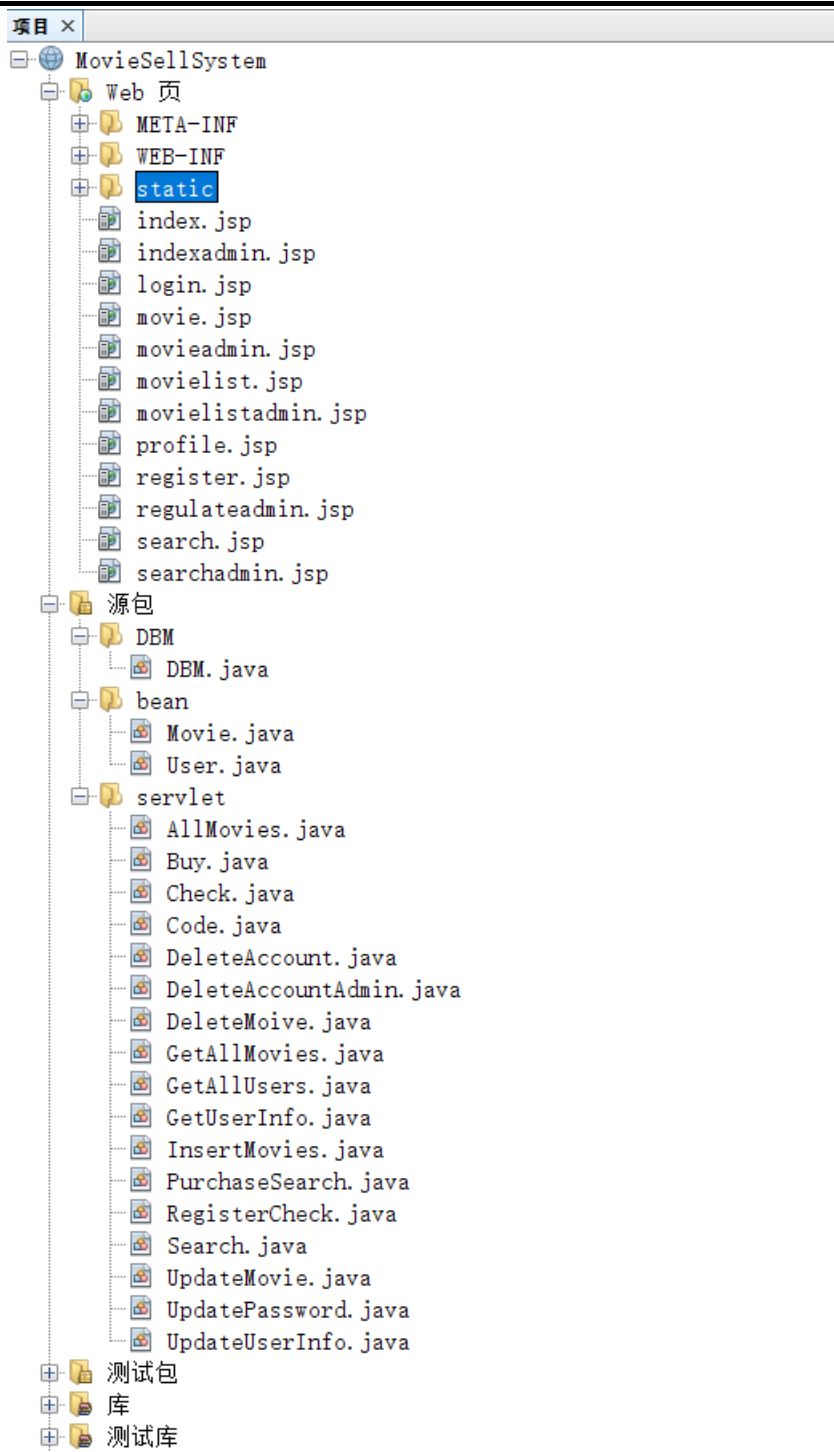 项目 ×
MovieSellSystem
Web 页
META-INF
WEB-INF
static
index.jsp
indexadmin.jsp
login.jsp
movie.jsp
movieadmin.jsp
movielist.jsp
movielistadmin.jsp
profile.jsp
register.jsp
regulateadmin.jsp
search.jsp
searchadmin.jsp
源包
DBM
DBM.java
bean
Movie.java
User.java
servlet
AllMovies.java
Buy.java
Check.java
Code.java
DeleteAccount.java
DeleteAccountAdmin.java
DeleteMoive.java
GetAllMovies.java
GetAllUsers.java
GetUserInfo.java
InsertMovies.java
PurchaseSearch.java
RegisterCheck.java
Search.java
UpdateMovie.java
UpdatePassword.java
UpdateUserInfo.java
测试包
库
测试库